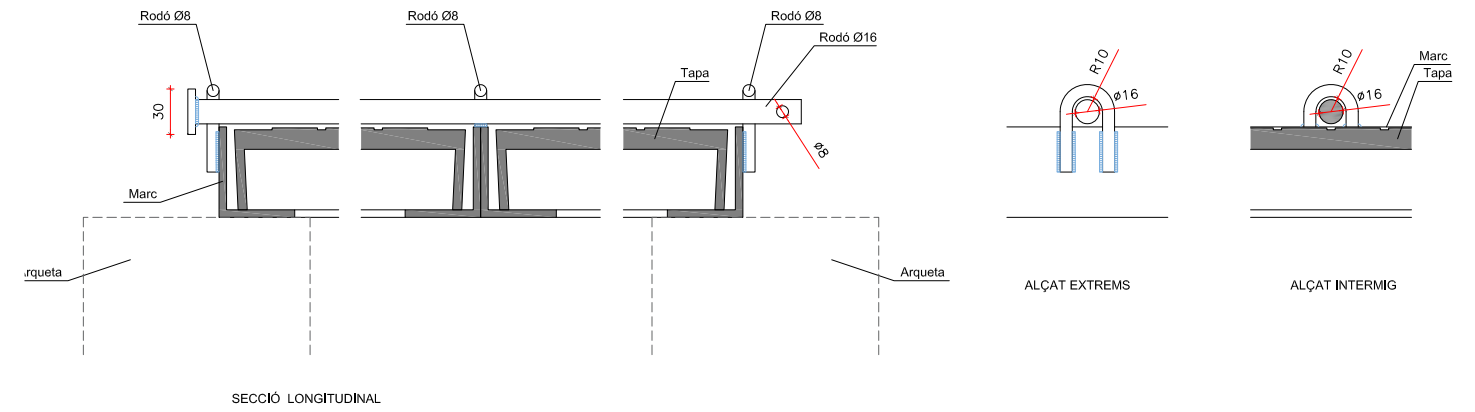 Rodó Ø8
Rodó Ø8
Rodó Ø8
Rodó Ø16
Tapa
30
ø8
Marc
Arqueta
SECCIÓ LONGITUDINAL
R10
ø16
ALÇAT EXTREMS
R10
ø16
Marc
Tapa
ALÇAT INTERMIG
rqueta